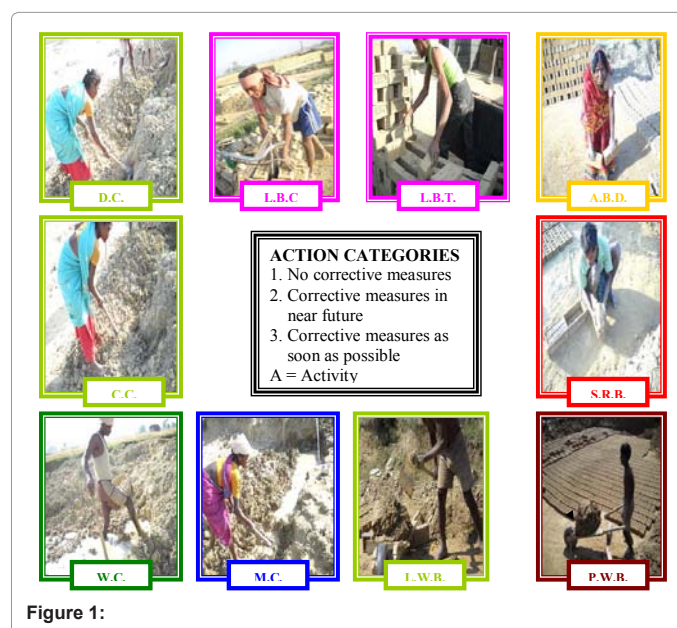 D.C.
L.B.C
L.B.T.
A.B.D.
ACTION CATEGORIES
1. No corrective measures
2. Corrective measures in
near future
3. Corrective measures as
soon as possible
A = Activity
C.C.
S.R.B.
W.C.
M.C.
L.W.B.
P.W.B.
Figure 1: